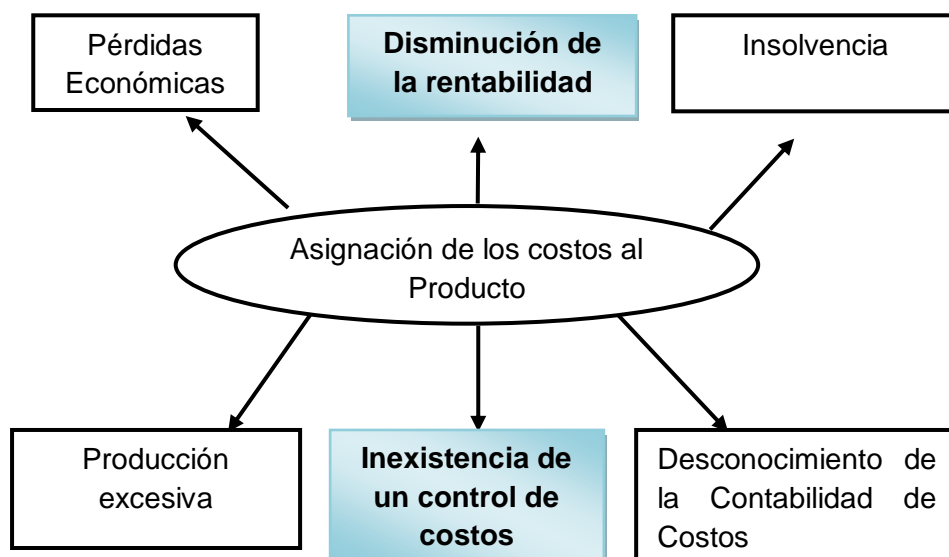 Pérdidas
Económicas
Disminución de
la rentabilidad
Insolvencia
Asignación de los costos al
Producto
Producción
excesiva
Inexistencia de
un control de
costos
Desconocimiento de
la Contabilidad de
Costos